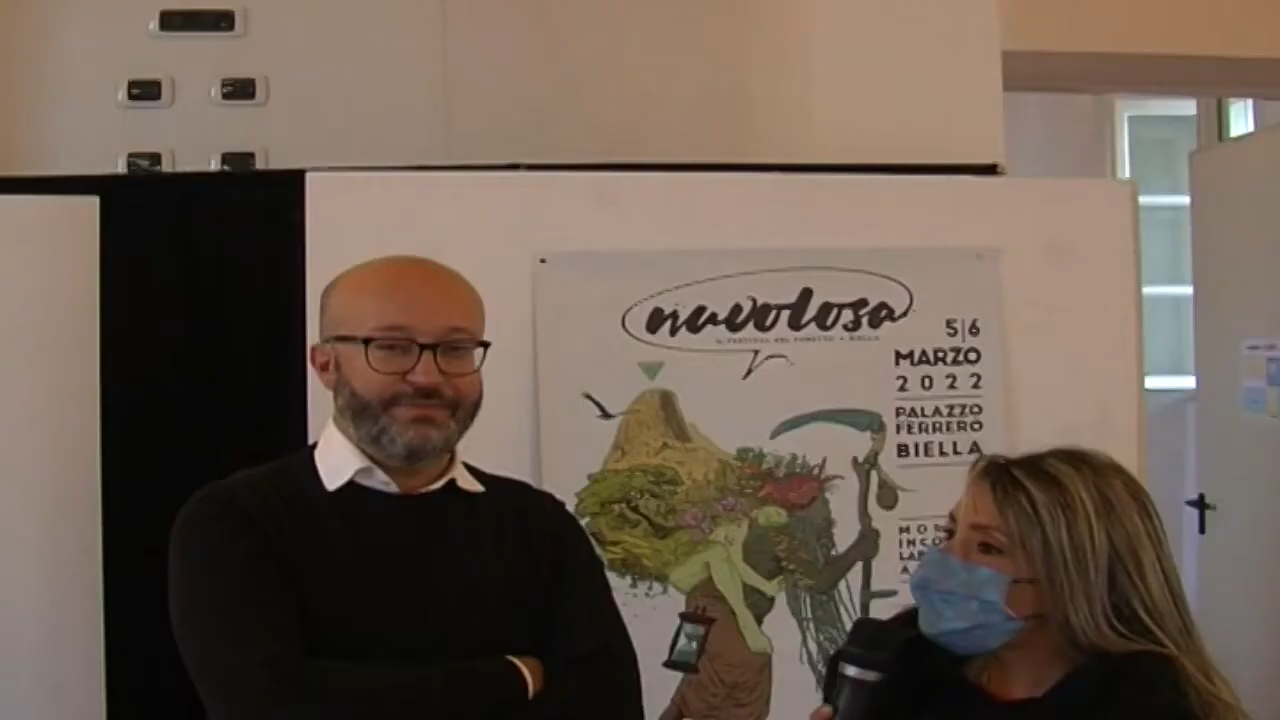 nuvolosa
IL FESTIVAL DEL FUMETTO • BIELLA
5|6
MARZO
2022
PALAZZO
FERRERO
BIELLA